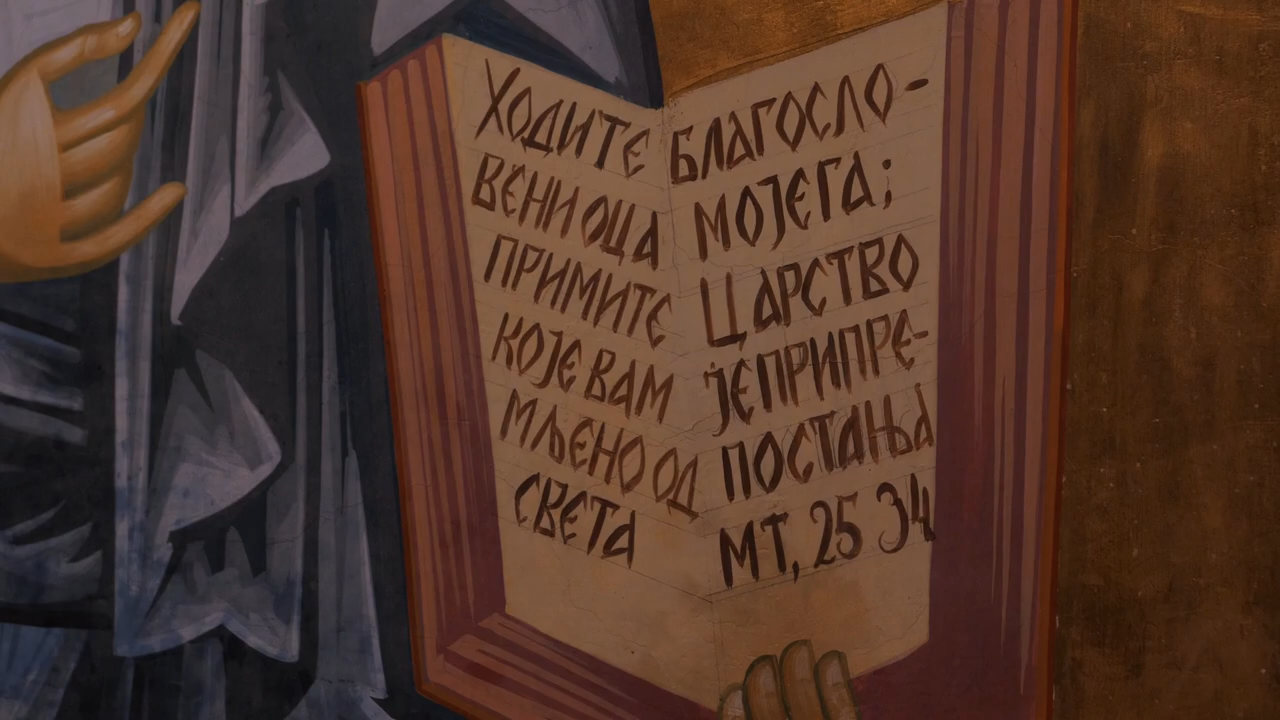 ХОДИТЕ БЛАГОСЛО-
ВЕНИ ОЦА МОЈЕГА;
ПРИМИТЕ ЦАРСТВО
КОЈЕ ВАМ ЈЕ ПРИПРЕ-
МЉЕНО ОД ПОСТАЊА
СВЕТА МТ, 25 34